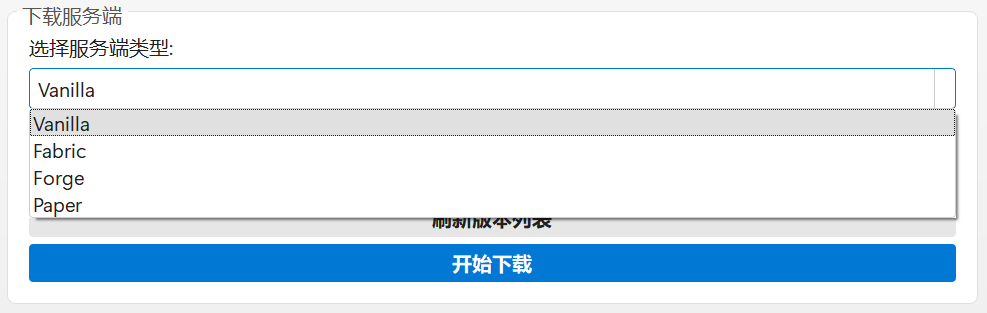 下载服务端
选择服务端类型:
Vanilla
Vanilla
Fabric
Forge
Paper
刷新版本列表
开始下载